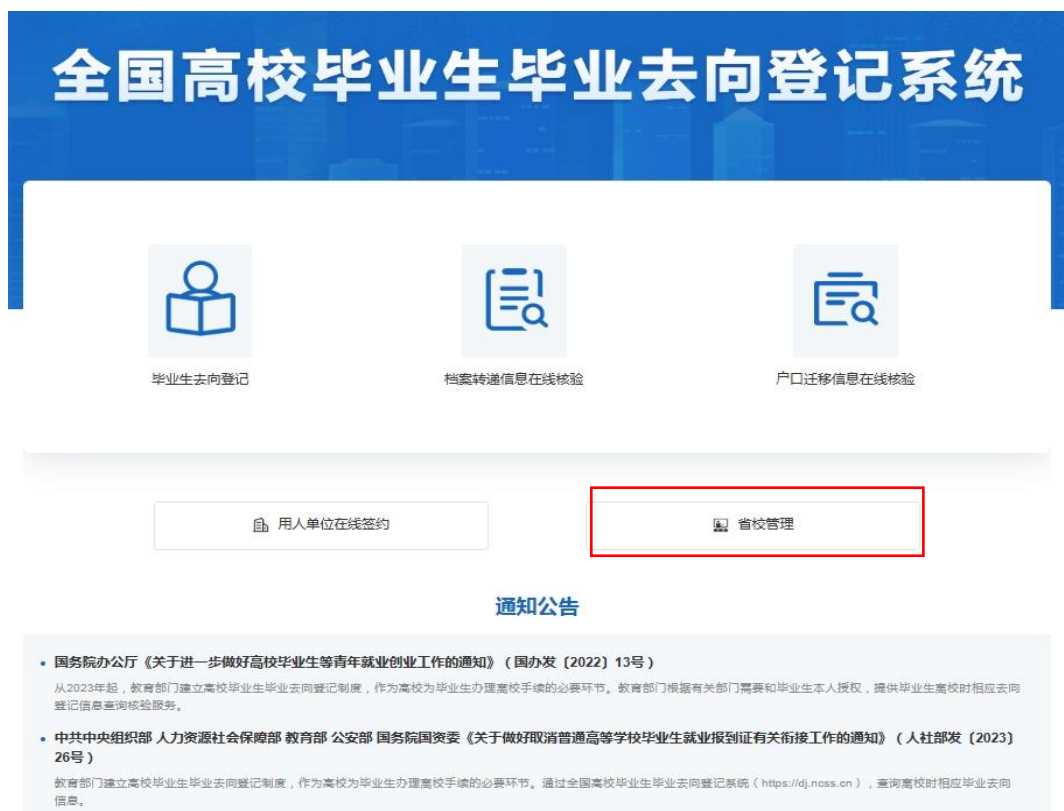 全国高校毕业生毕业去向登记系统
毕业生去向登记
档案转递信息在线核验
户口迁移信息在线核验
用人单位在线签约
省校管理
通知公告
• 国务院办公厅《关于进一步做好高校毕业生等青年就业创业工作的通知》（国办发〔2022〕13号）
从2023年起，教育部门建立高校毕业生毕业去向登记制度，作为高校为毕业生办理离校手续的必要环节。教育部门根据有关部门需要和毕业生本人授权，提供毕业生离校时相应去向
登记信息查询核验服务。
• 中共中央组织部 人力资源社会保障部 教育部 公安部 国务院国资委《关于做好取消普通高等学校毕业生就业报到证有关衔接工作的通知》（人社部发〔2023〕
26号）
教育部门建立高校毕业生毕业去向登记制度，作为高校为毕业生办理离校手续的必要环节。通过全国高校毕业生毕业去向登记系统（https://dj.ncss.cn），查询离校时相应毕业去向
信息。